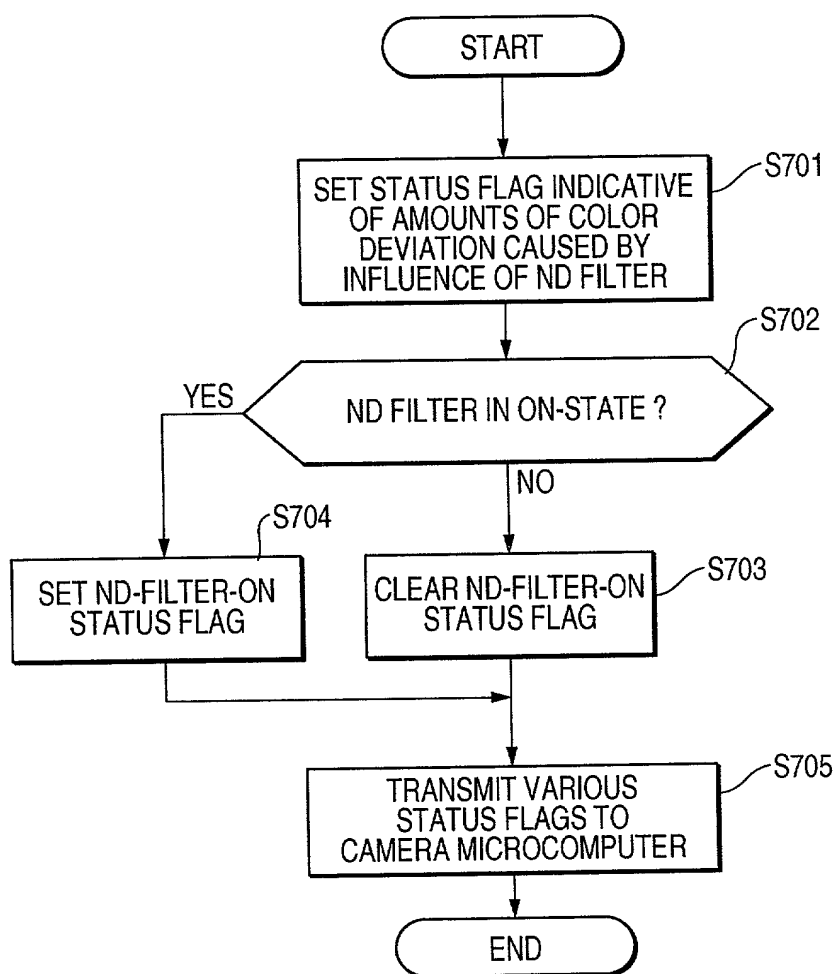 START
S701
SET STATUS FLAG INDICATIVE
OF AMOUNTS OF COLOR
DEVIATION CAUSED BY
INFLUENCE OF ND FILTER
S702
YES
ND FILTER IN ON-STATE ?
NO
S704
SET ND-FILTER-ON
STATUS FLAG
S703
CLEAR ND-FILTER-ON
STATUS FLAG
S705
TRANSMIT VARIOUS
STATUS FLAGS TO
CAMERA MICROCOMPUTER
END